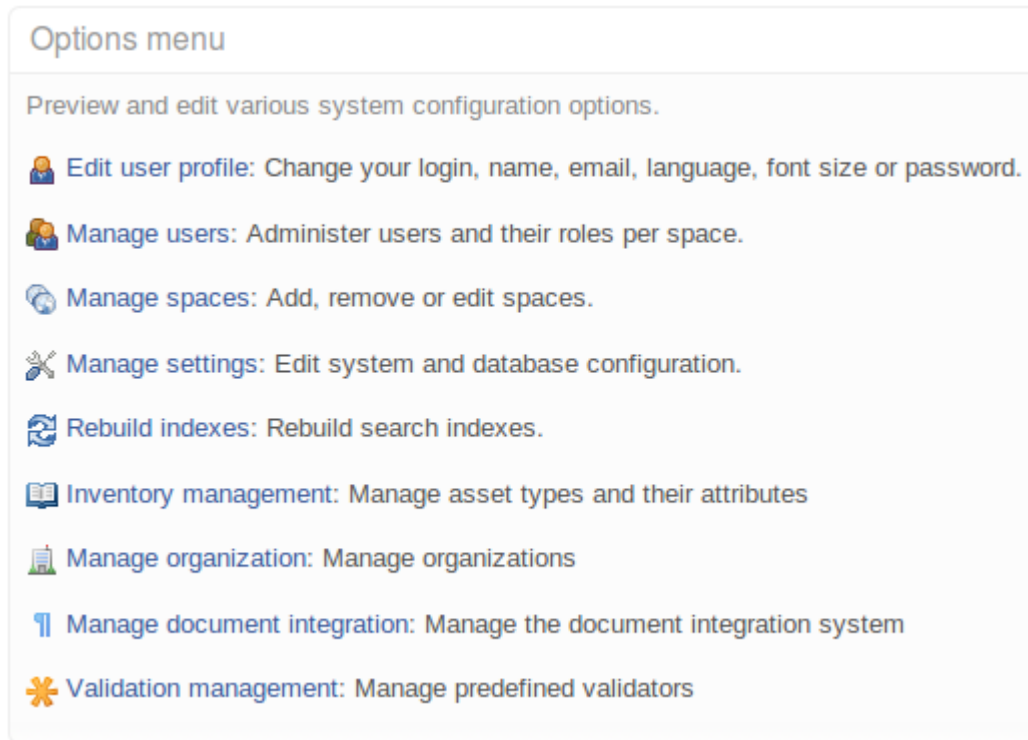 Options menu
Preview and edit various system configuration options.
Edit user profile: Change your login, name, email, language, font size or password.
Manage users: Administer users and their roles per space.
Manage spaces: Add, remove or edit spaces.
Manage settings: Edit system and database configuration.
Rebuild indexes: Rebuild search indexes.
Inventory management: Manage asset types and their attributes
Manage organization: Manage organizations
Manage document integration: Manage the document integration system
Validation management: Manage predefined validators